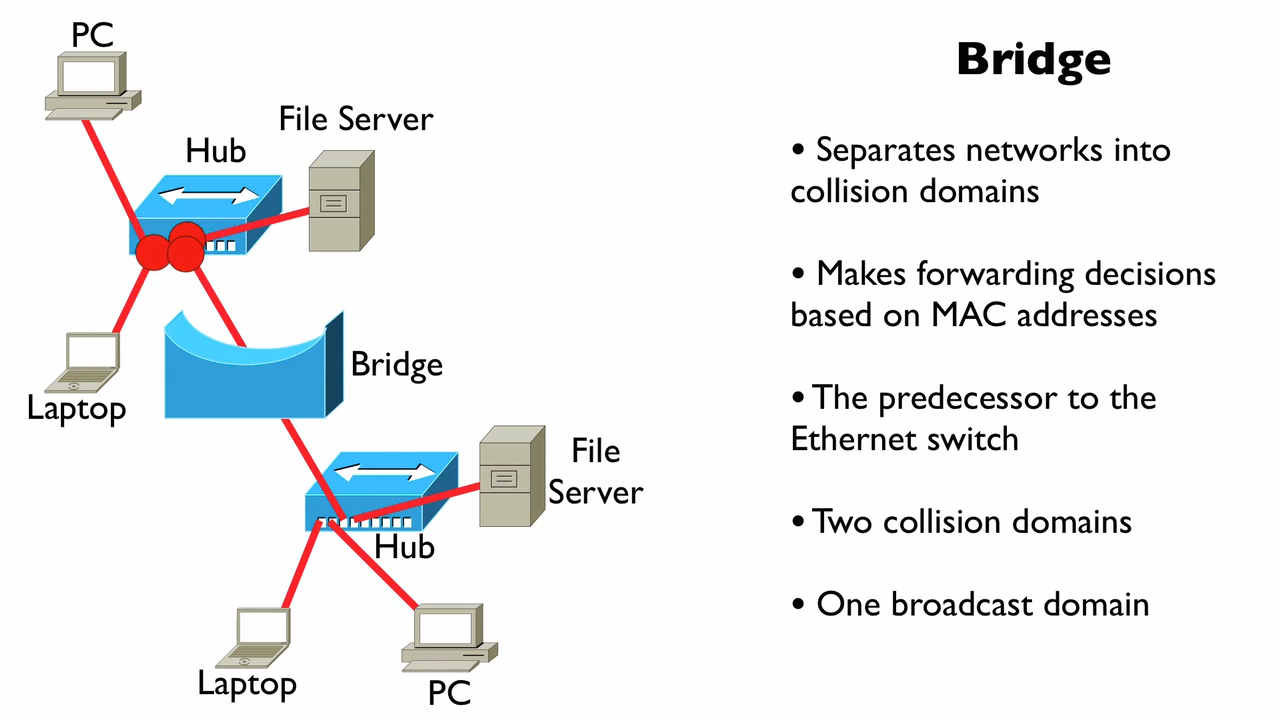 PC
File Server
Hub
Bridge
Laptop
File
Server
Hub
Laptop
PC
Bridge
• Separates networks into
collision domains
• Makes forwarding decisions
based on MAC addresses
• The predecessor to the
Ethernet switch
• Two collision domains
• One broadcast domain